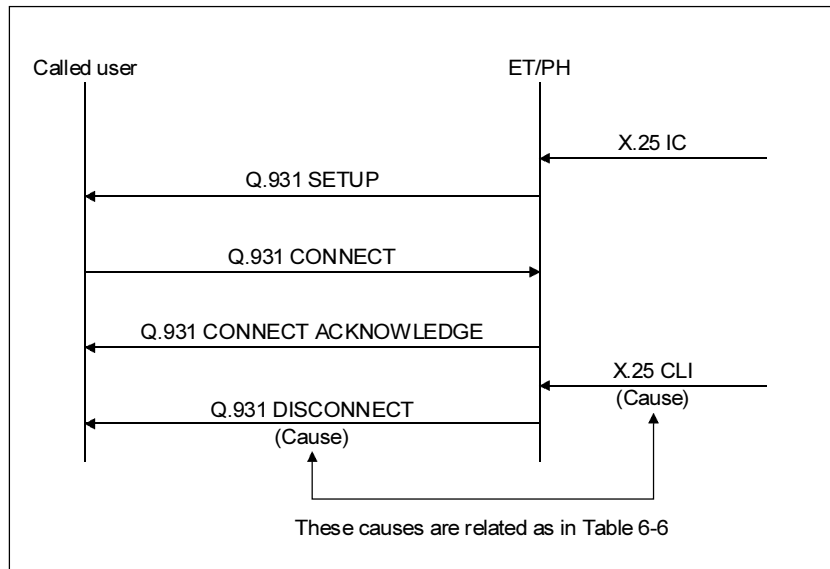 Called user
ET/PH
X.25 IC
Q.931 SETUP
Q.931 CONNECT
Q.931 CONNECT ACKNOWLEDGE
X.25 CLI
(Cause)
Q.931 DISCONNECT
(Cause)
These causes are related as in Table 6-6